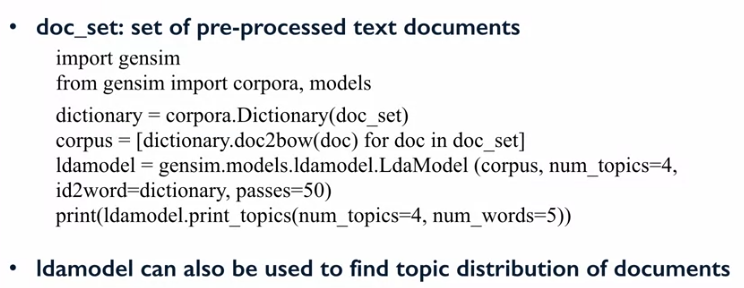 • doc_set: set of pre-processed text documents
import gensim
from gensim import corpora, models
dictionary = corpora.Dictionary(doc_set)
corpus = [dictionary.doc2bow(doc) for doc in doc_set]
ldamodel = gensim.models.ldamodel.LdaModel (corpus, num_topics=4,
id2word=dictionary, passes=50)
print(ldamodel.print_topics(num_topics=4, num_words=5))
• ldamodel can also be used to find topic distribution of documents